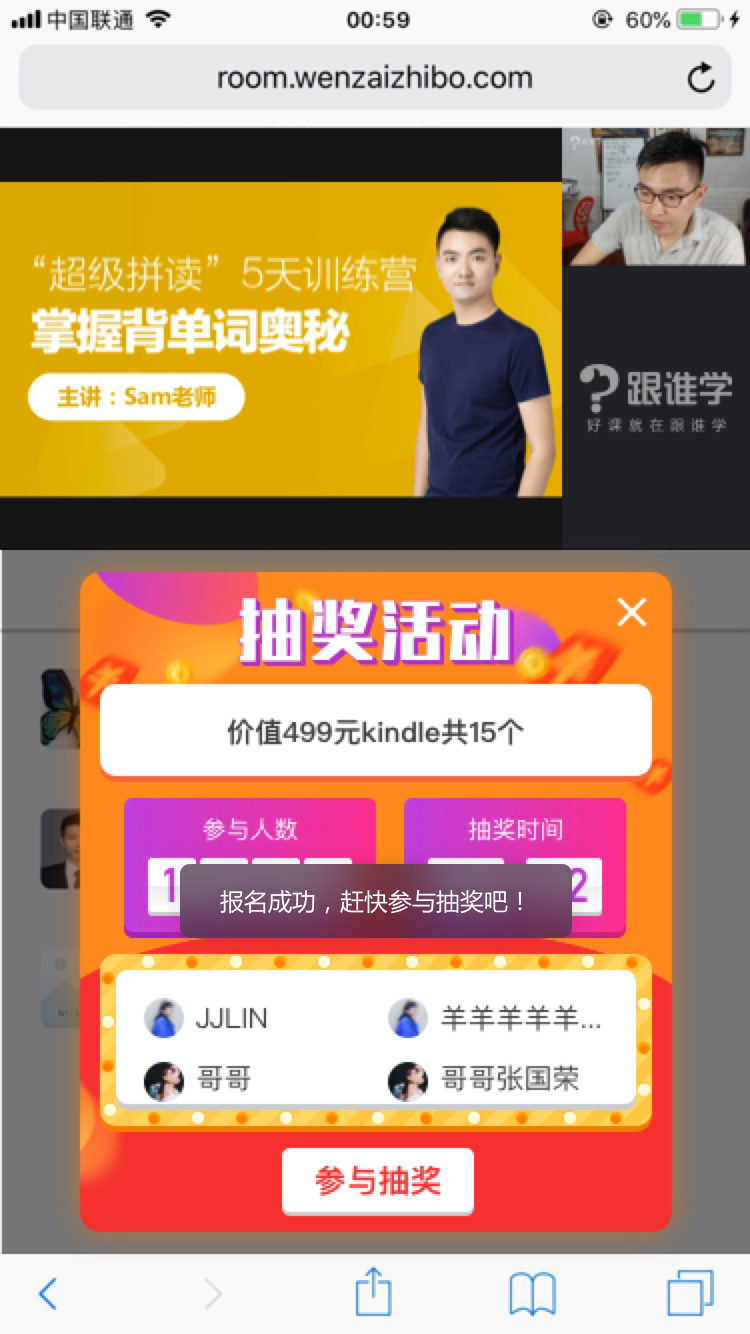 中国联通
00:59
60%
room.wenzaizhibo.com
“超级拼读”5天训练营
掌握背单词奥秘
主讲：Sam老师
跟谁学
好课就在跟谁学
抽奖活动
价值499元kindle共15个
参与人数
抽奖时间
1
2
报名成功，赶快参与抽奖吧！
JJLIN
羊羊羊羊羊...
哥哥
哥哥张国荣
参与抽奖